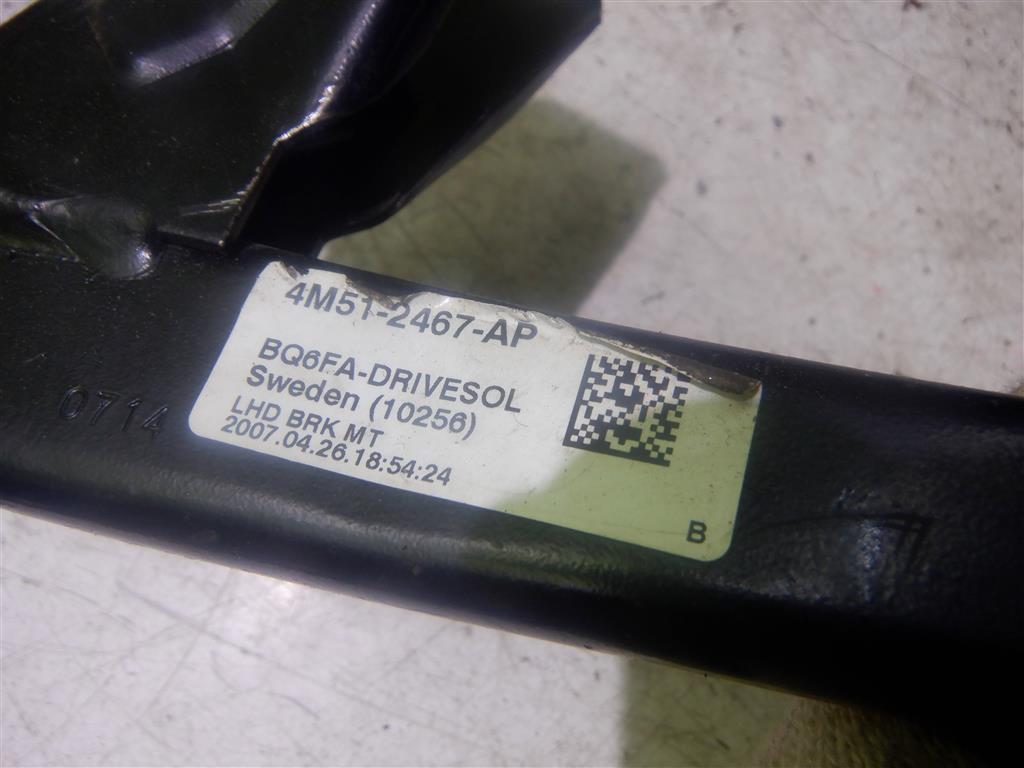 4M51-2467-AP
BQ6FA-DRIVESOL
Sweden (10256)
LHD BRK MT
2007.04.26.18:54:24
B
0714